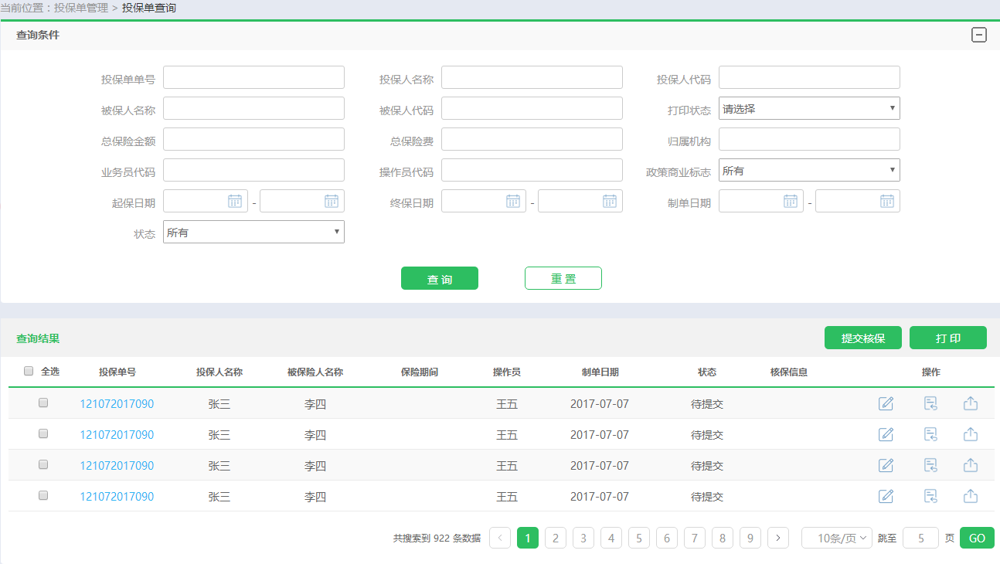 当前位置：投保单管理 > 投保单查询
查询条件
投保单单号 投保人名称 投保人代码
被保人名称 被保人代码 打印状态 请选择
总保险金额 总保险费 归属机构
业务员代码 操作员代码 政策商业标志 所有
起保日期 - 终保日期 - 制单日期 -
状态 所有
查 询 重 置
查询结果 提交核保 打 印
全选 投保单号 投保人名称 被保险人名称 保险期间 操作员 制单日期 状态 核保信息 操作
121072017090 张三 李四 王五 2017-07-07 待提交
121072017090 张三 李四 王五 2017-07-07 待提交
121072017090 张三 李四 王五 2017-07-07 待提交
121072017090 张三 李四 王五 2017-07-07 待提交
共搜索到 922 条数据 < 1 2 3 4 5 6 7 8 9 > 10条/页 跳至 5 页 GO